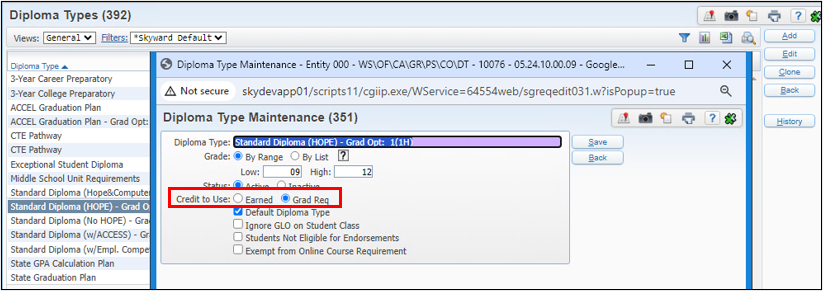 Diploma Types (392)
Views: General Filters: *Skyward Default
Diploma Type
3-Year Career Preparatory
3-Year College Preparatory
ACCEL Graduation Plan
ACCEL Graduation Plan - Grad Opt:
CTE Pathway
CTE Pathway
Exceptional Student Diploma
Middle School Unit Requirements
Standard Diploma (Hope&Computer
Standard Diploma (HOPE) - Grad Op
Standard Diploma (No HOPE) - Grad
Standard Diploma (w/ACCESS) - Grad
Standard Diploma (w/Empl. Compet
State GPA Calculation Plan
State Graduation Plan
Diploma Type Maintenance - Entity 000 - WS\OF\CA\GR\PS\CO\DT - 10076 - 05.24.10.00.09 - Google...
Not secure skydevapp01/scripts11/cgiip.exe/WService=64554web/sgreqedit031.w?isPopup=true
Diploma Type Maintenance (351)
Diploma Type: Standard Diploma (HOPE) - Grad Opt: 1(1H)
Grade: By Range By List ?
Low: 09 High: 12
Status: Active Inactive
Credit to Use: Earned Grad Req
Default Diploma Type
Ignore GLO on Student Class
Students Not Eligible for Endorsements
Exempt from Online Course Requirement
Save
Back
Add
Edit
Clone
Back
History